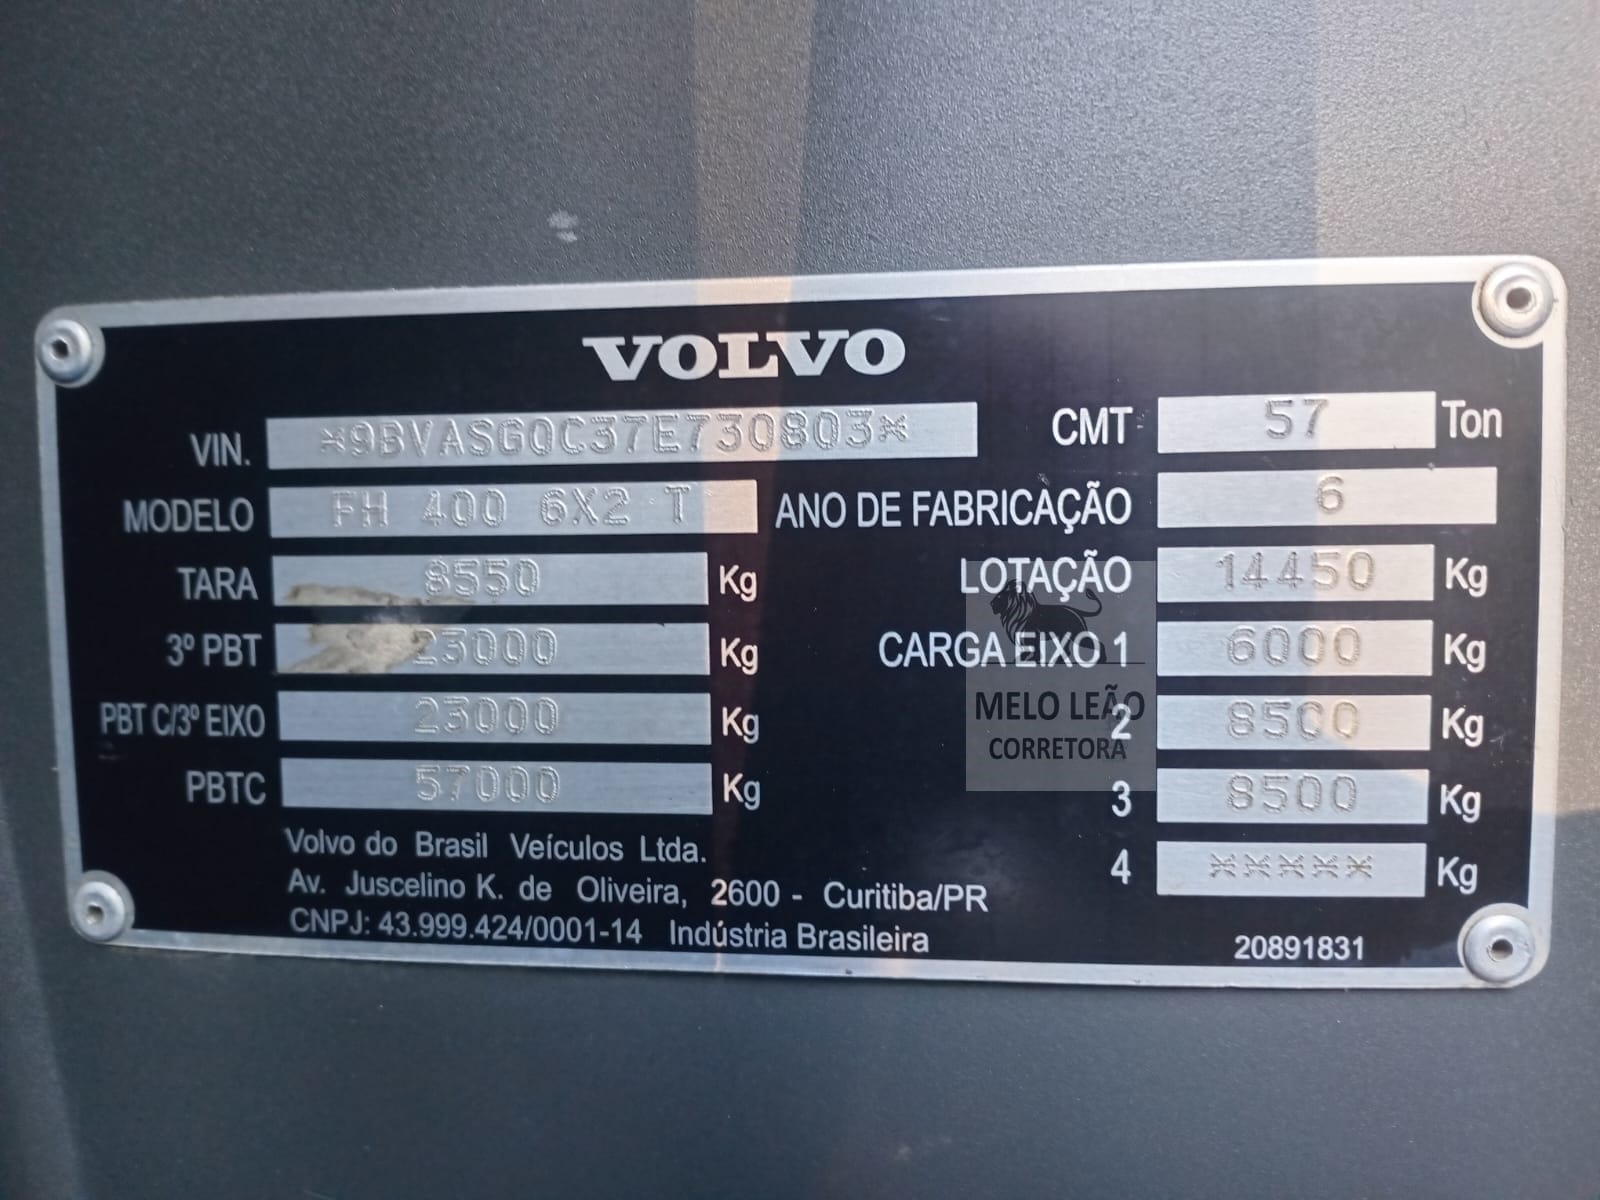 VOLVO
VIN. *9BVASG0C37E730803* CMT 57 Ton
MODELO FH 400 6X2 T ANO DE FABRICAÇÃO 6
TARA 8550 Kg LOTAÇÃO 14450 Kg
3º PBT 23000 Kg CARGA EIXO 1 6000 Kg
PBT C/3º EIXO 23000 Kg 2 8500 Kg
PBTC 57000 Kg 3 8500 Kg
4 ***** Kg
Volvo do Brasil Veículos Ltda.
Av. Juscelino K. de Oliveira, 2600 - Curitiba/PR
CNPJ: 43.999.424/0001-14 Indústria Brasileira
20891831
MELO LEÃO
CORRETORA